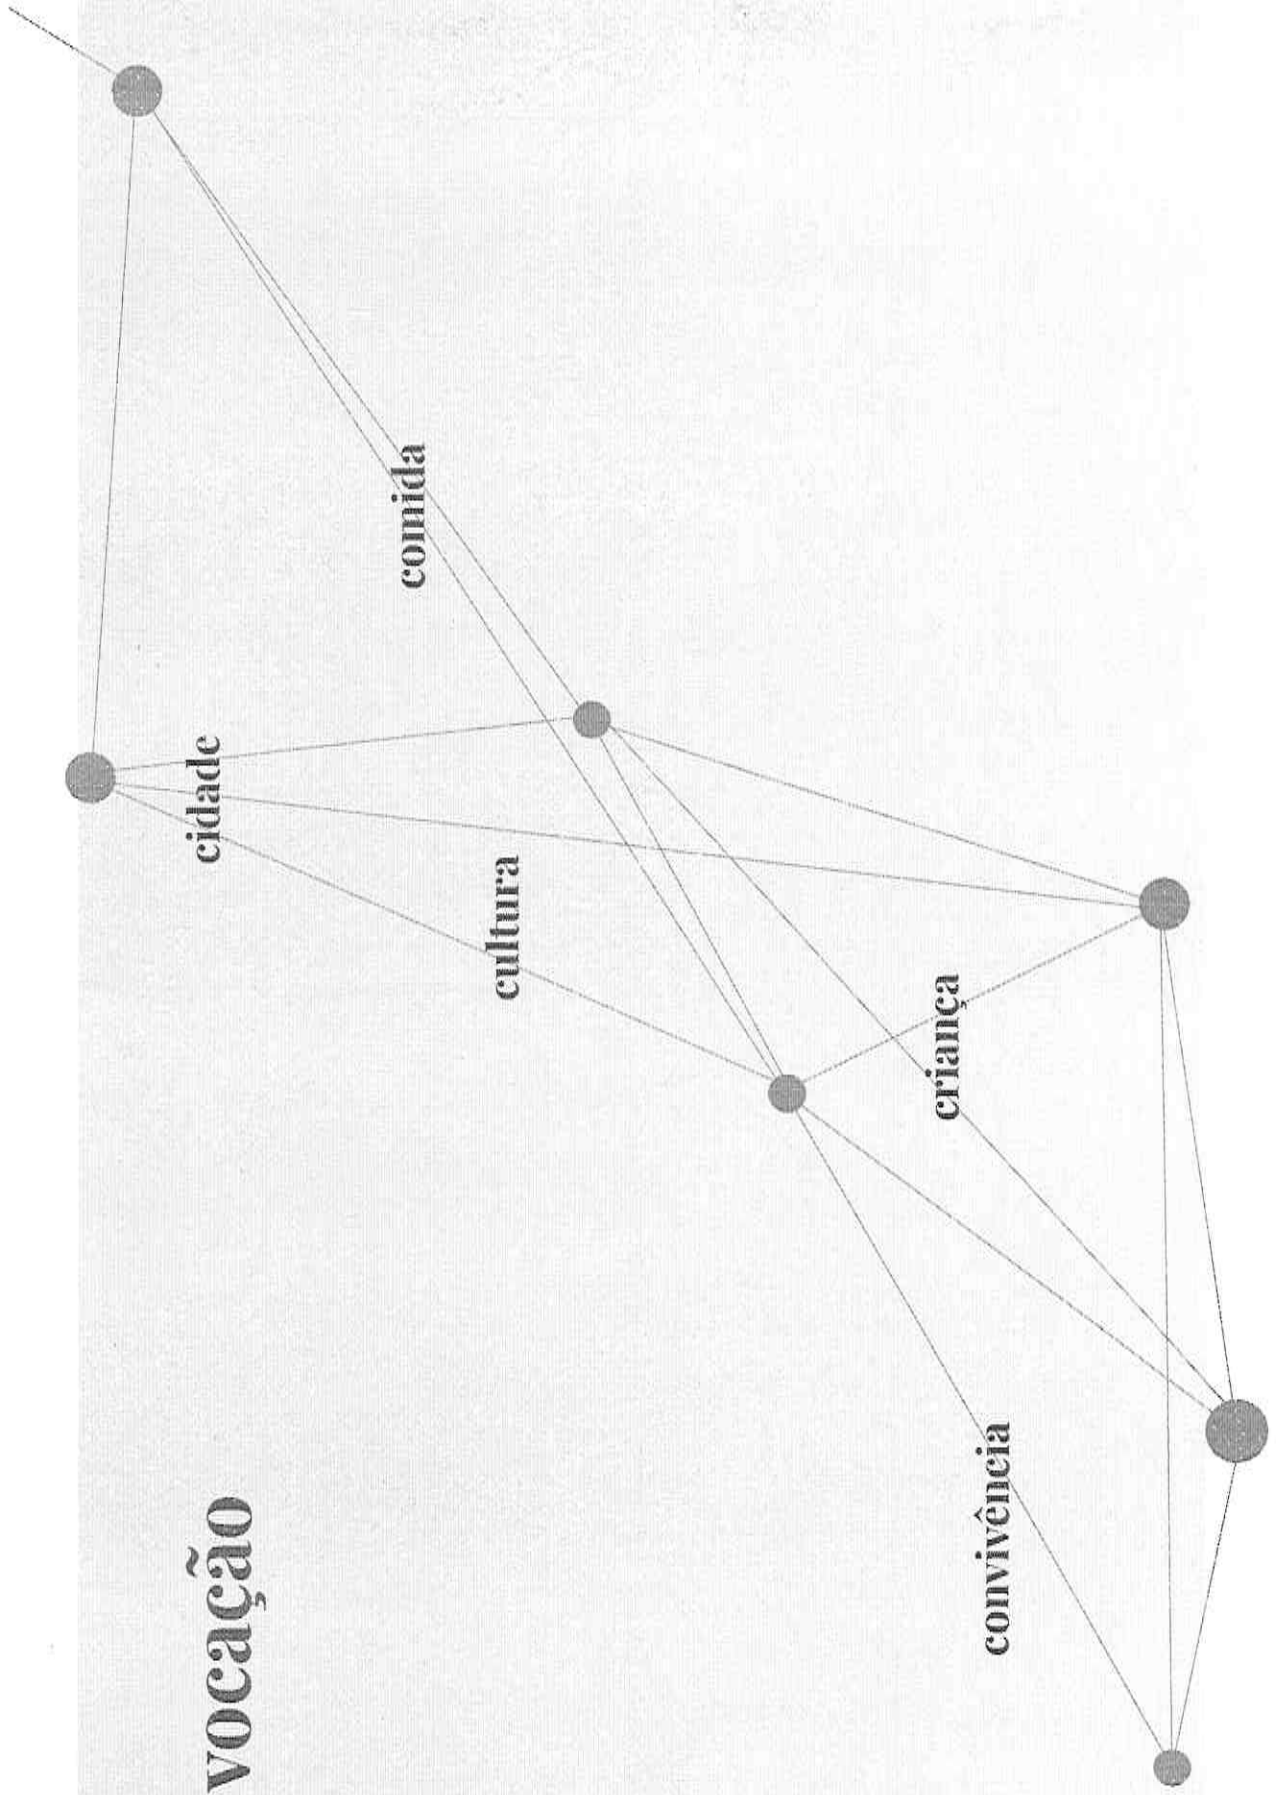 vocação
cidade
comida
cultura
criança
convivência